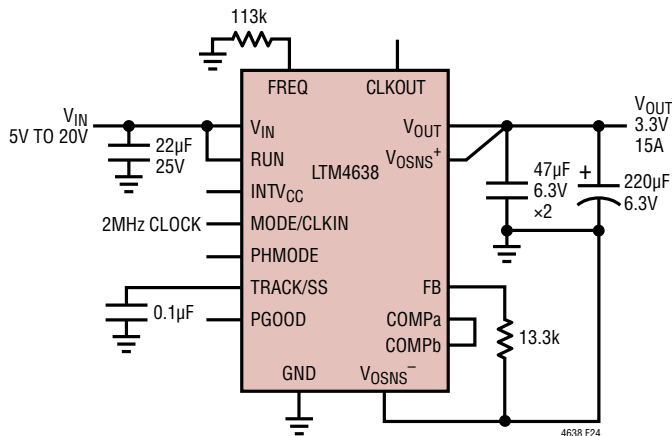 113k
FREQ
CLKOUT
VIN
5V TO 20V
22µF
25V
VIN
RUN
INTVCC
2MHz CLOCK
MODE/CLKIN
PHMODE
TRACK/SS
0.1µF
PGOOD
GND
LTM4638
VOUT
VOSNS+
FB
COMPa
COMPb
VOSNS–
47µF
6.3V
×2
+
220µF
6.3V
VOUT
3.3V
15A
13.3k
4638 F24